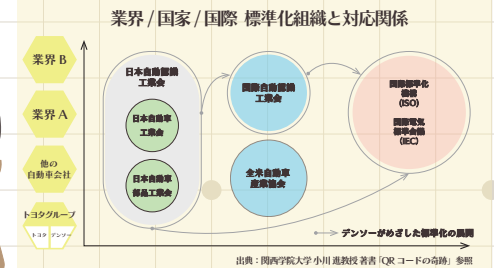 業界 / 国家 / 国際 標準化組織と対応関係
業界 B
業界 A
他の
自動車会社
トヨタグループ
トヨタ
デンソー
日本自動認識
工業会
日本自動車
工業会
日本自動車
部品工業会
国際自動認識
工業会
全米自動車
産業協会
国際標準化
機構
(ISO)
国際電気
標準会議
(IEC)
デンソーがめざした標準化の展開
出典：関西学院大学 小川 進教授 著書「QR コードの奇跡」参照